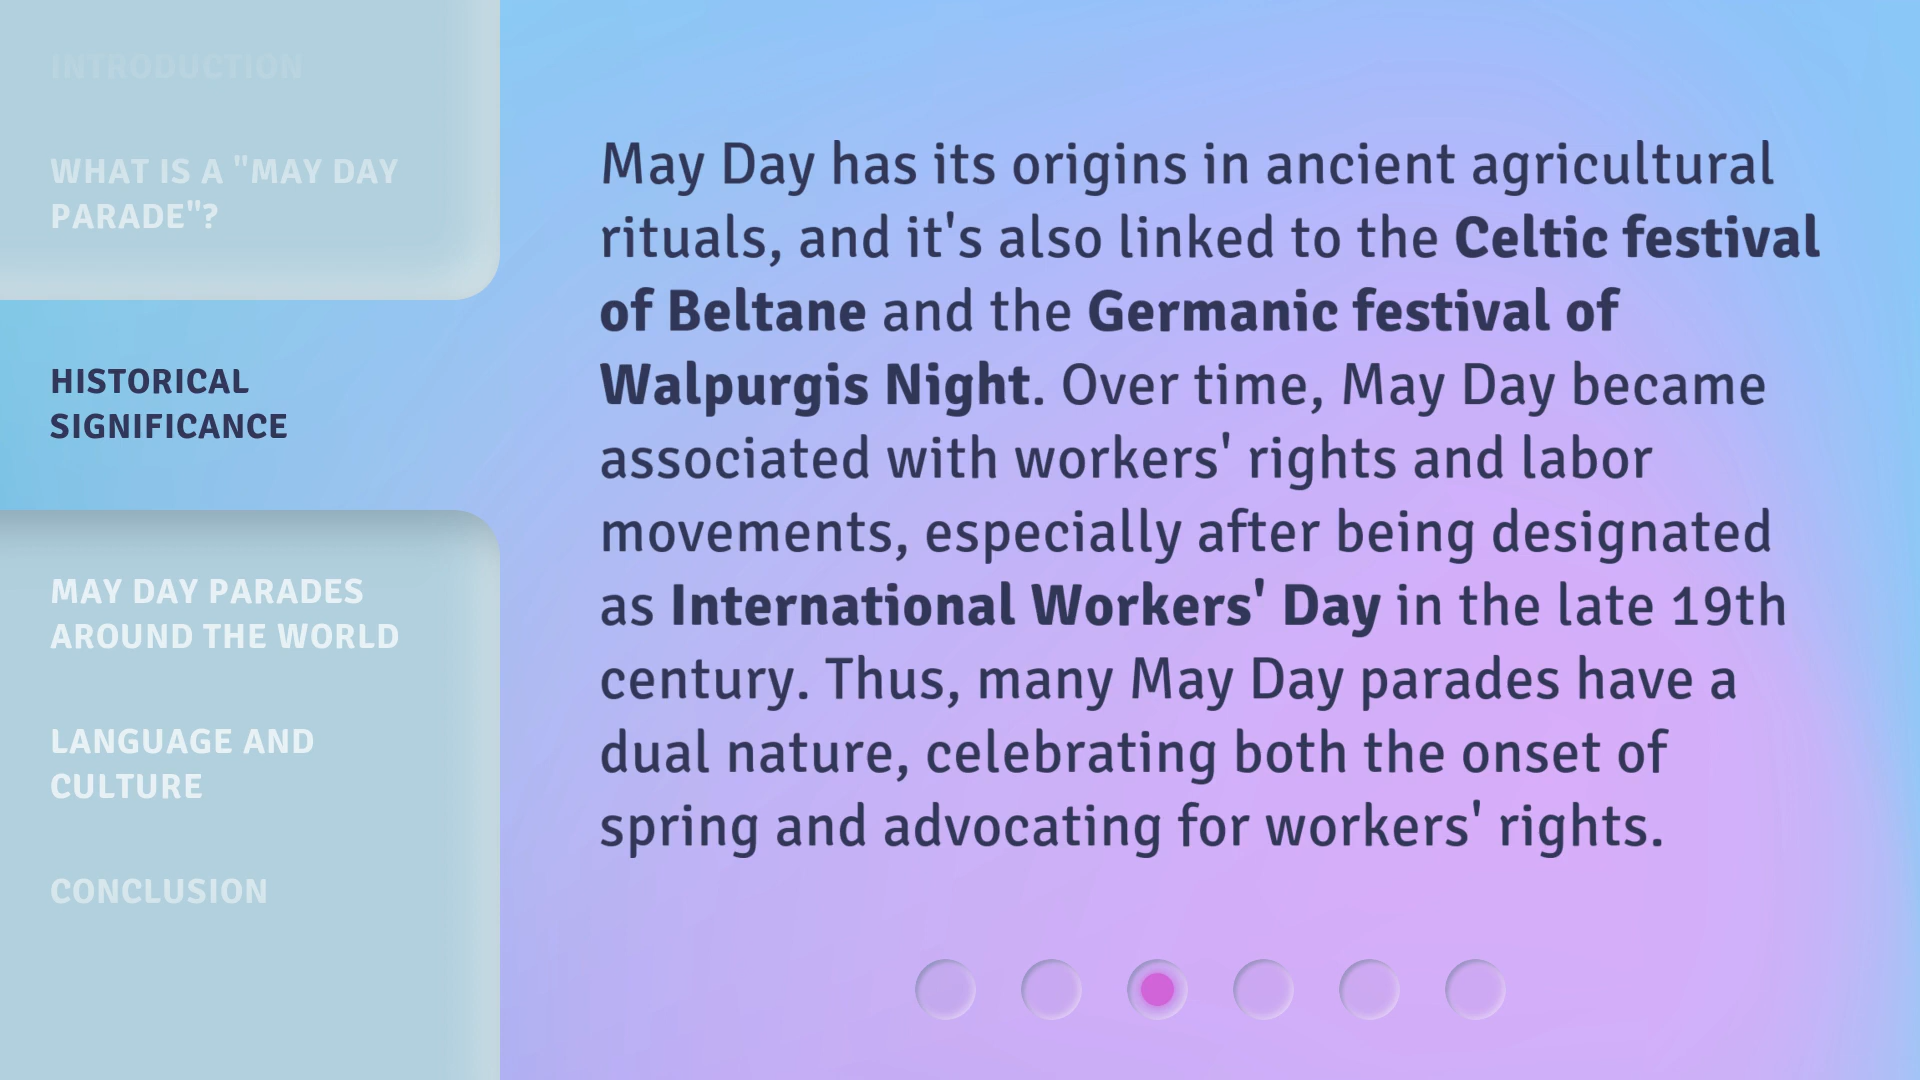 INTRODUCTION
WHAT IS A "MAY DAY
PARADE"?
HISTORICAL
SIGNIFICANCE
MAY DAY PARADES
AROUND THE WORLD
LANGUAGE AND
CULTURE
CONCLUSION
May Day has its origins in ancient agricultural
rituals, and it's also linked to the Celtic festival
of Beltane and the Germanic festival of
Walpurgis Night. Over time, May Day became
associated with workers' rights and labor
movements, especially after being designated
as International Workers' Day in the late 19th
century. Thus, many May Day parades have a
dual nature, celebrating both the onset of
spring and advocating for workers' rights.